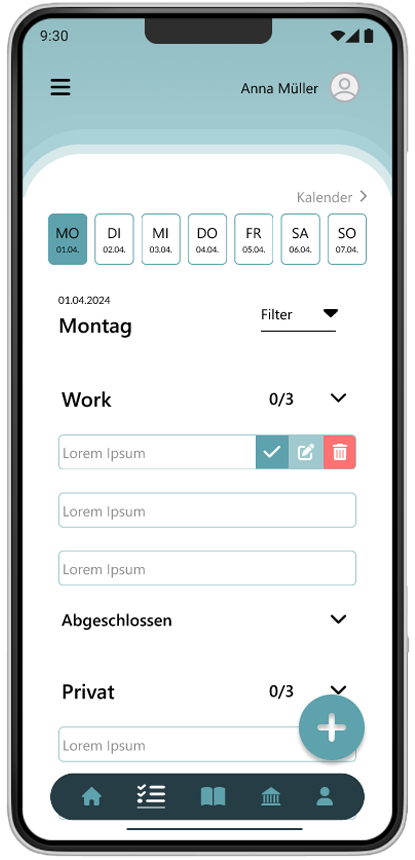 9:30
Anna Müller
Kalender
MO DI MI DO FR SA SO
01.04. 02.04. 03.04. 04.04. 05.04. 06.04. 07.04.
01.04.2024
Montag
Filter
Work 0/3
Lorem Ipsum
Lorem Ipsum
Lorem Ipsum
Abgeschlossen
Privat 0/3
Lorem Ipsum